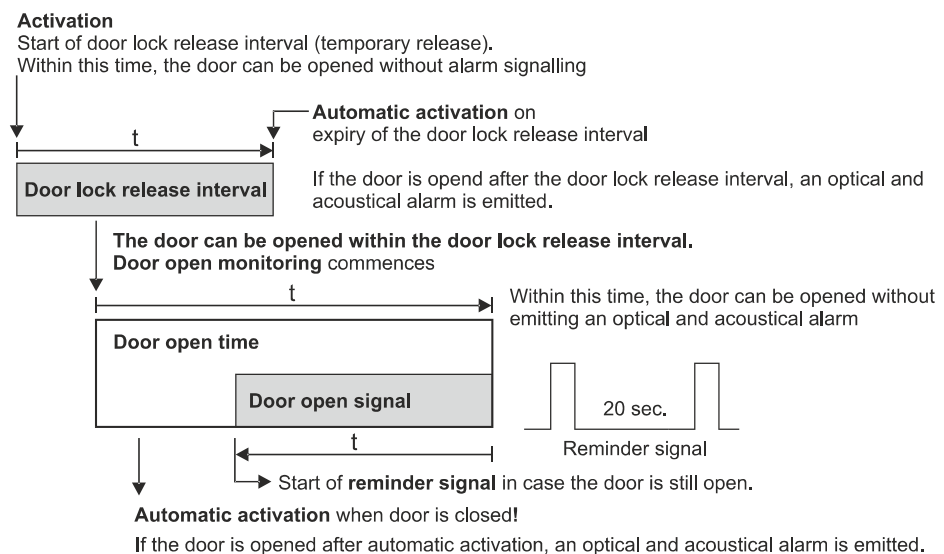 Activation
Start of door lock release interval (temporary release).
Within this time, the door can be opened without alarm signalling
Automatic activation on
expiry of the door lock release interval
t
Door lock release interval
If the door is opend after the door lock release interval, an optical and
acoustical alarm is emitted.
The door can be opened within the door lock release interval.
Door open monitoring commences
t
Within this time, the door can be opened without
emitting an optical and acoustical alarm
Door open time
Door open signal
20 sec.
Reminder signal
t
Start of reminder signal in case the door is still open.
Automatic activation when door is closed!
If the door is opened after automatic activation, an optical and acoustical alarm is emitted.